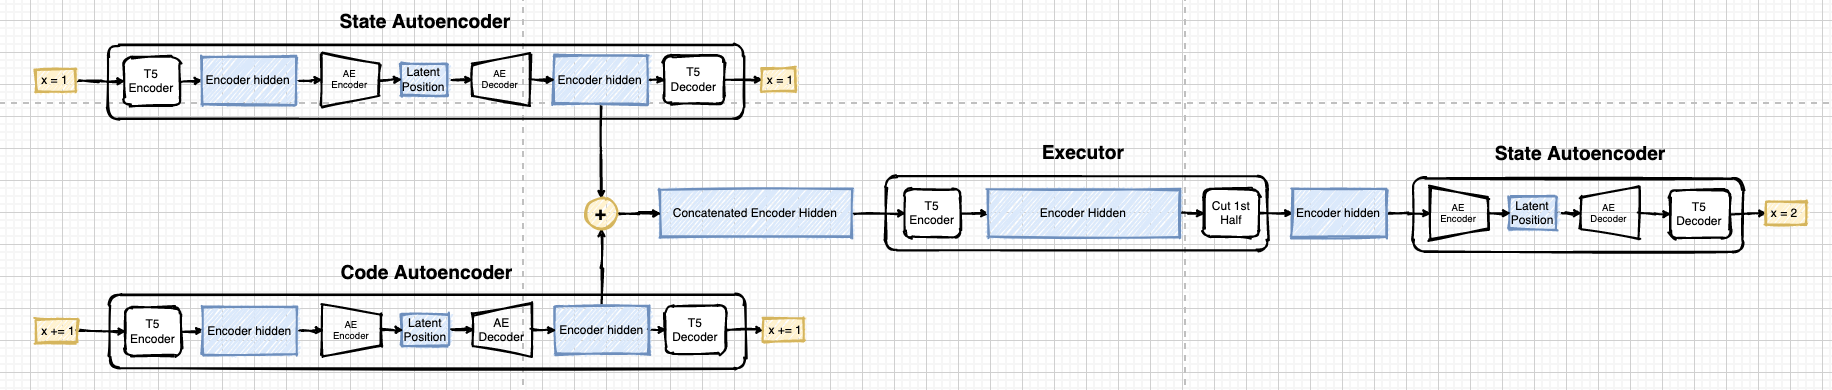 State Autoencoder
x = 1
T5
Encoder
Encoder hidden
AE
Encoder
Latent
Position
AE
Decoder
Encoder hidden
T5
Decoder
x = 1
+
Concatenated Encoder Hidden
Executor
T5
Encoder
Encoder Hidden
Cut 1st
Half
Encoder hidden
State Autoencoder
AE
Encoder
Latent
Position
AE
Decoder
T5
Decoder
x = 2
Code Autoencoder
x += 1
T5
Encoder
Encoder hidden
AE
Encoder
Latent
Position
AE
Decoder
Encoder hidden
T5
Decoder
x += 1